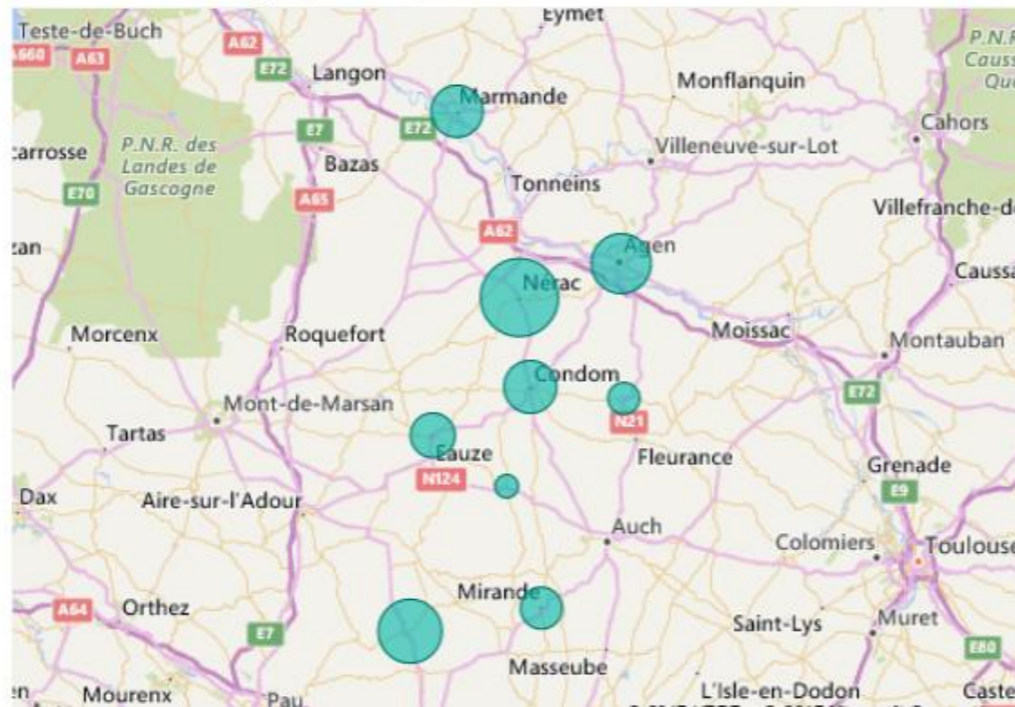 Eymet
Teste-de-Buch
A660
A63
A62
E72
Langon
P.N.R.
Causs
Que
Monflanquin
Marmande
E7
E72
Cahors
P.N.R. des
Landes de
Gascogne
carrosse
Bazas
Villeneuve-sur-Lot
E70
A65
Tonneins
Villefranche-d
A62
zan
Agen
Nérac
Caussa
Morcenx
Roquefort
Moissac
Montauban
Condom
E72
Mont-de-Marsan
N21
Tartas
Eauze
Fleurance
N124
Grenade
Dax
Aire-sur-l'Adour
E9
Auch
Colomiers
Toulouse
Mirande
A64
Orthez
E7
Saint-Lys
Muret
E80
Masseube
en
Mourenx
Pau
L'Isle-en-Dodon
Caste